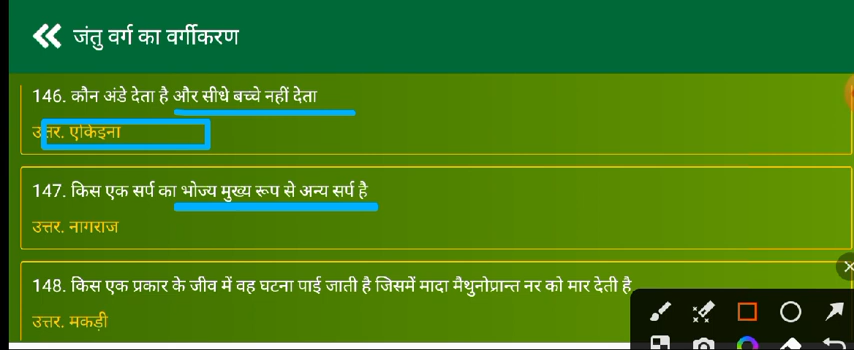 जंतु वर्ग का वर्गीकरण
146. कौन अंडे देता है और सीधे बच्चे नहीं देता
उत्तर. एकिडना
147. किस एक सर्प का भोज्य मुख्य रूप से अन्य सर्प है
उत्तर. नागराज
148. किस एक प्रकार के जीव में वह घटना पाई जाती है जिसमें मादा मैथुनोप्रान्त नर को मार देती है
उत्तर. मकड़ी